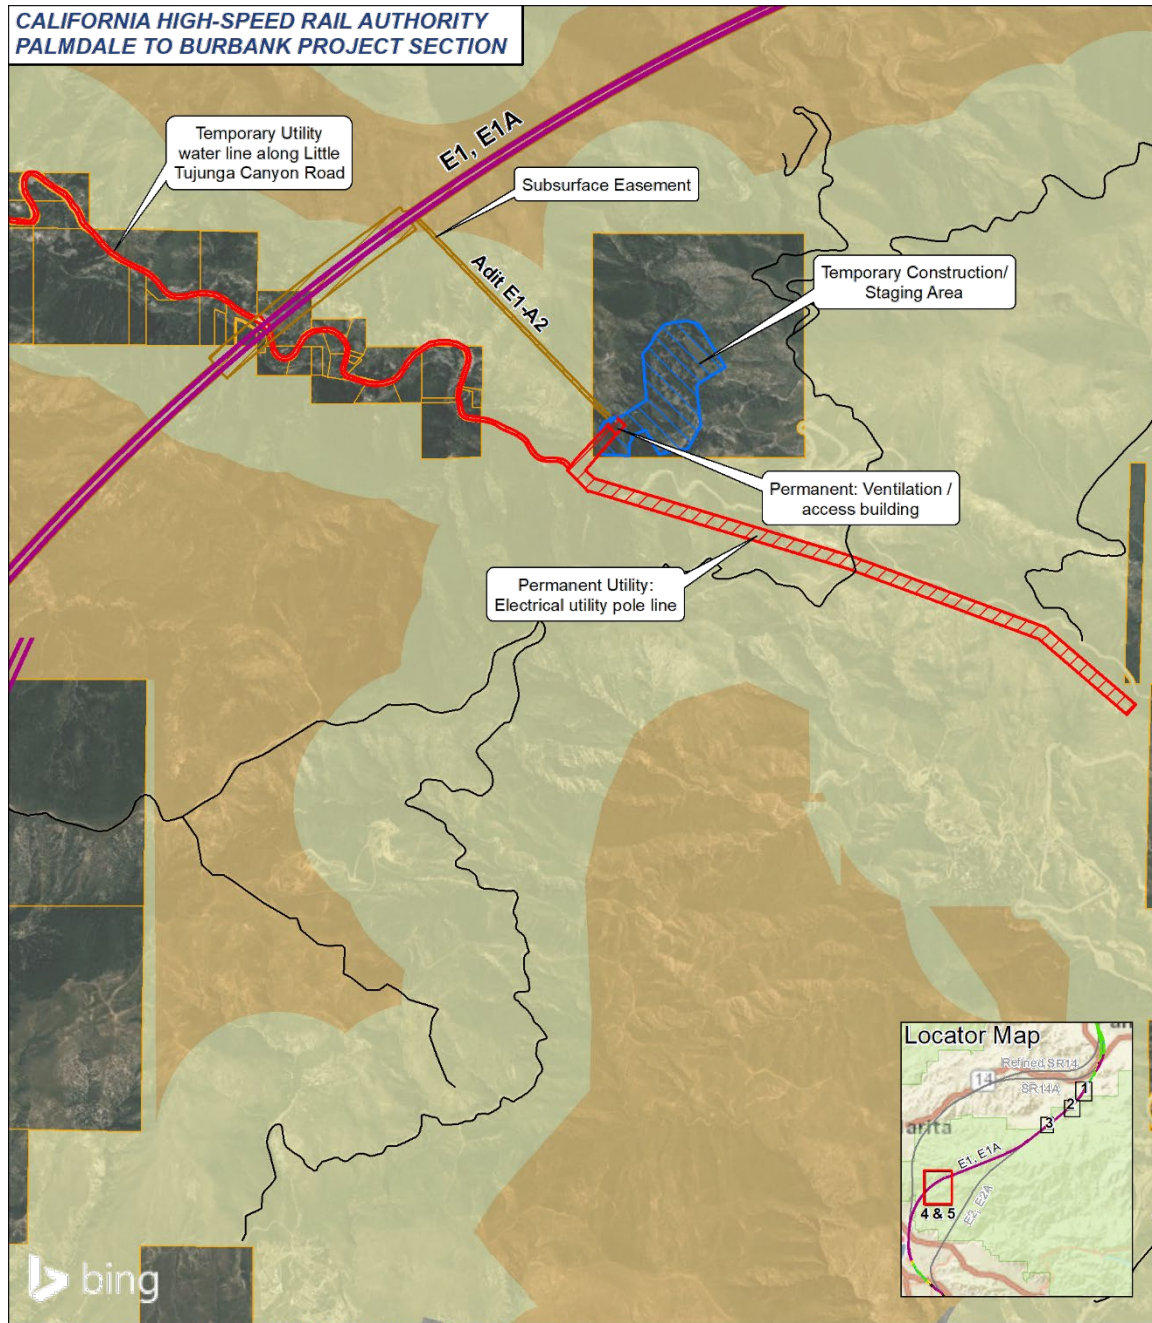 CALIFORNIA HIGH-SPEED RAIL AUTHORITY
PALMDALE TO BURBANK PROJECT SECTION
Temporary Utility
water line along Little
Tujunga Canyon Road
E1, E1A
Subsurface Easement
Adit E1-A2
Temporary Construction/
Staging Area
Permanent: Ventilation /
access building
Permanent Utility:
Electrical utility pole line
Locator Map
an
Refined SR14
14
SR14A
1
2
3
arita
E1, E1A
E2, E2A
4 & 5
bing